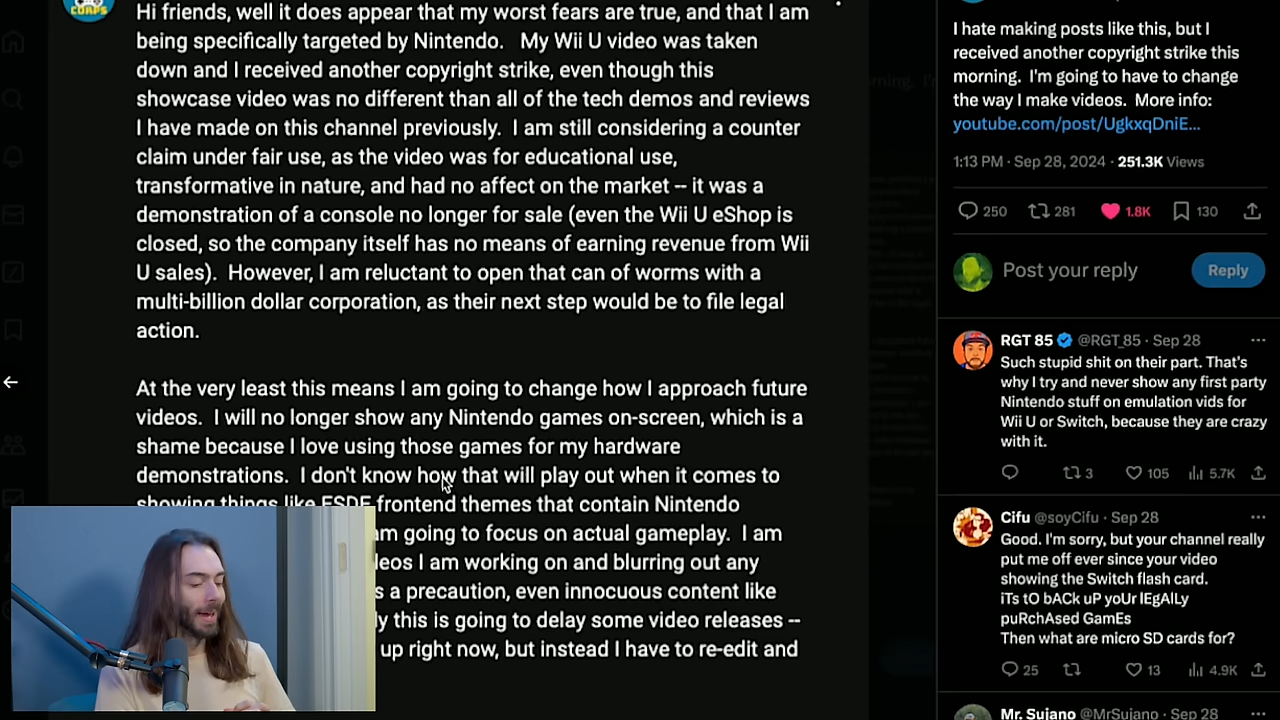 CORPS
Hi friends, well it does appear that my worst fears are true, and that I am
being specifically targeted by Nintendo.   My Wii U video was taken
down and I received another copyright strike, even though this
showcase video was no different than all of the tech demos and reviews
I have made on this channel previously.  I am still considering a counter
claim under fair use, as the video was for educational use,
transformative in nature, and had no affect on the market -- it was a
demonstration of a console no longer for sale (even the Wii U eShop is
closed, so the company itself has no means of earning revenue from Wii
U sales).  However, I am reluctant to open that can of worms with a
multi-billion dollar corporation, as their next step would be to file legal
action.
At the very least this means I am going to change how I approach future
videos.  I will no longer show any Nintendo games on-screen, which is a
shame because I love using those games for my hardware
demonstrations.  I don't know how that will play out when it comes to
showing things like ESDE frontend themes that contain Nintendo
am going to focus on actual gameplay.  I am
deos I am working on and blurring out any
s a precaution, even innocuous content like
ly this is going to delay some video releases --
up right now, but instead I have to re-edit and
I hate making posts like this, but I
received another copyright strike this
morning.  I'm going to have to change
the way I make videos.  More info:
youtube.com/post/UgkxqDniE...
1:13 PM · Sep 28, 2024 · 251.3K Views
250 281 1.8K 130
Post your reply
Reply
RGT 85 @RGT_85 · Sep 28
Such stupid shit on their part. That's
why I try and never show any first party
Nintendo stuff on emulation vids for
Wii U or Switch, because they are crazy
with it.
3 105 5.7K
Cifu @soyCifu · Sep 28
Good. I'm sorry, but your channel really
put me off ever since your video
showing the Switch flash card.
iTs tO bACk uP yoUr lEgAlLy
puRchAsed GamEs
Then what are micro SD cards for?
25 13 4.9K
Mr. Sujano @MrSujano · Sep 28